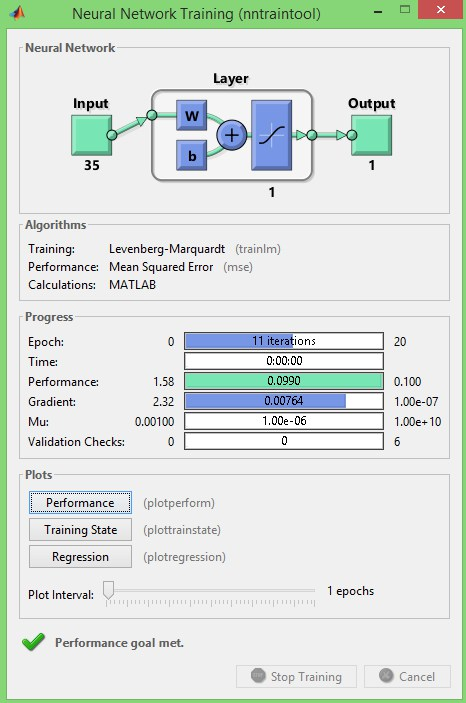 Neural Network Training (nntraintool)
Neural Network
Layer
Input
Output
W
b
+
35
1
1
Algorithms
Training: Levenberg-Marquardt (trainlm)
Performance: Mean Squared Error (mse)
Calculations: MATLAB
Progress
Epoch: 0 11 iterations 20
Time: 0:00:00
Performance: 1.58 0.0990 0.100
Gradient: 2.32 0.00764 1.00e-07
Mu: 0.00100 1.00e-06 1.00e+10
Validation Checks: 0 0 6
Plots
Performance (plotperform)
Training State (plottrainstate)
Regression (plotregression)
Plot Interval: 1 epochs
Performance goal met.
Stop Training Cancel